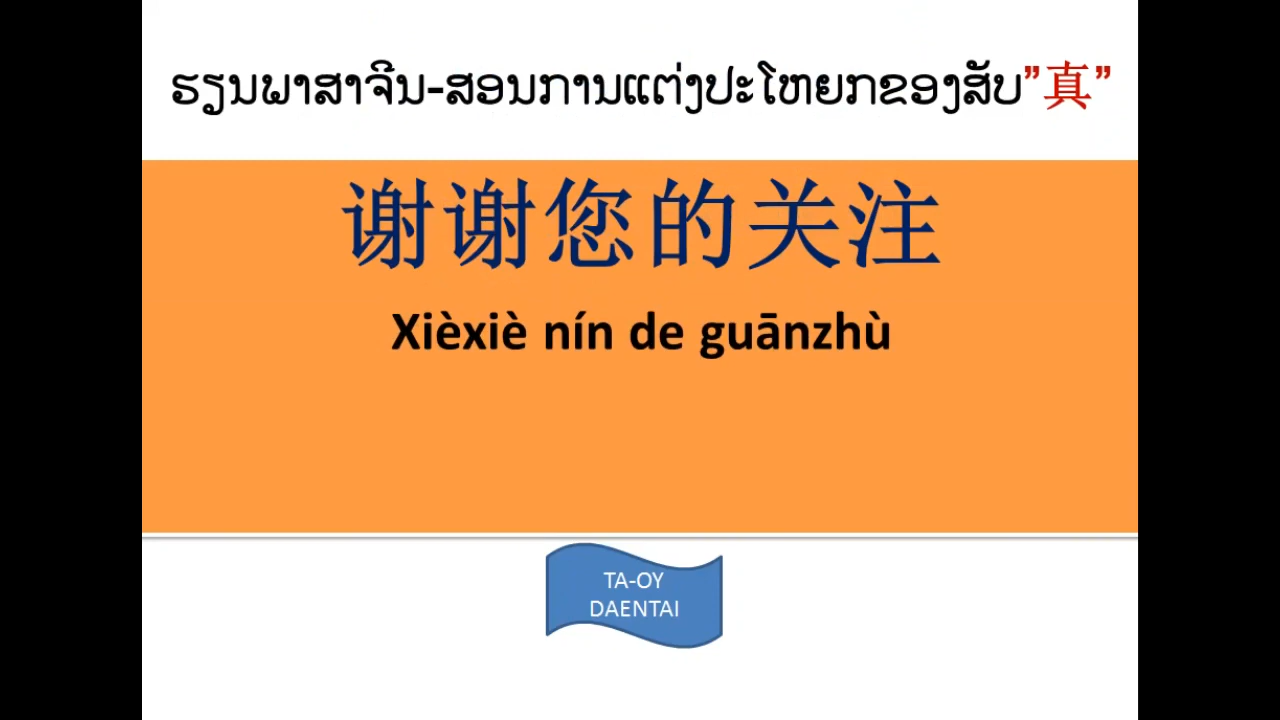 ຮຽນພາສາຈີນ-ສອນການແຕ່ງປະໂຫຍກຂອງສັບ”真”
谢谢您的关注
Xièxiè nín de guānzhù
TA-OY
DAENTAI